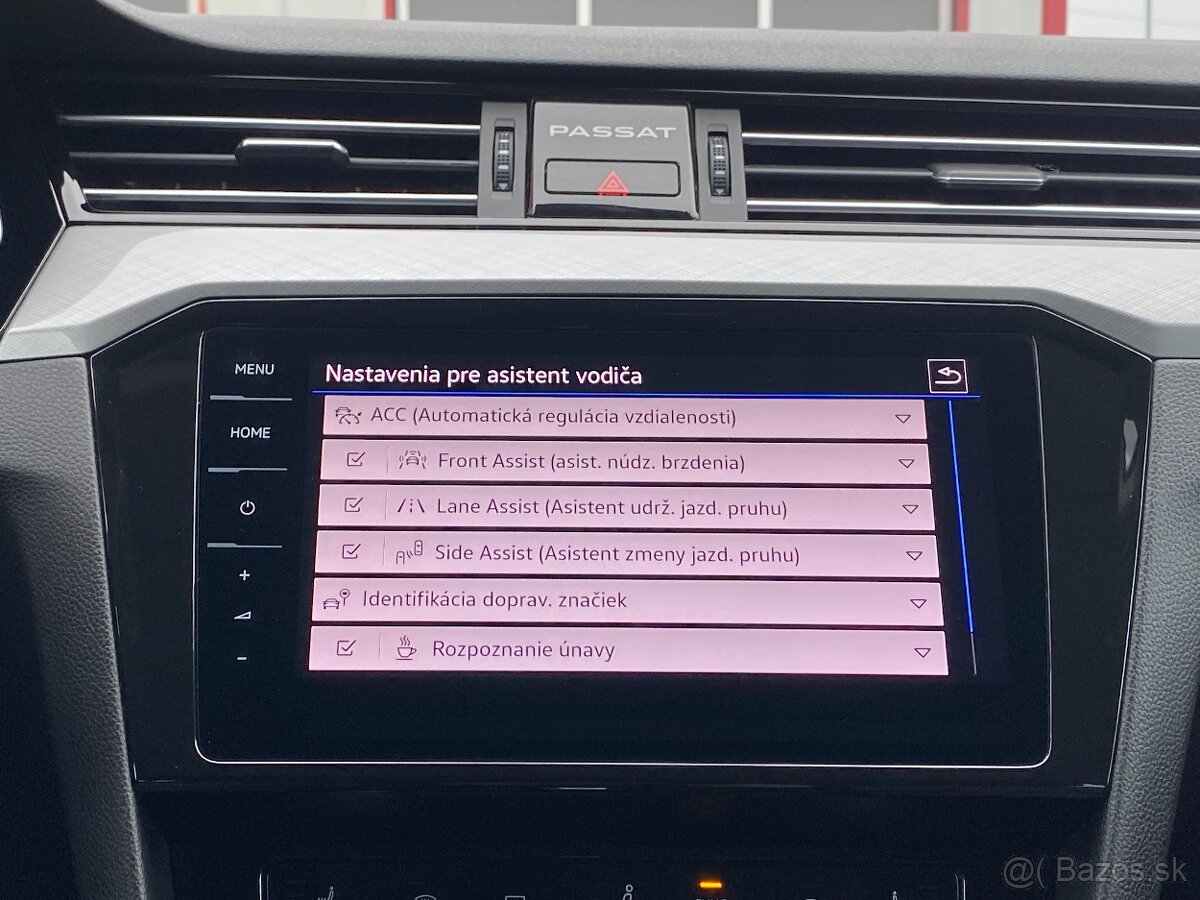 PASSAT
MENU
Nastavenia pre asistent vodiča
ACC (Automatická regulácia vzdialenosti)
HOME
Front Assist (asist. núdz. brzdenia)
Lane Assist (Asistent udrž. jazd. pruhu)
Side Assist (Asistent zmeny jazd. pruhu)
+
Identifikácia doprav. značiek
Rozpoznanie únavy
-
@( Bazos.sk